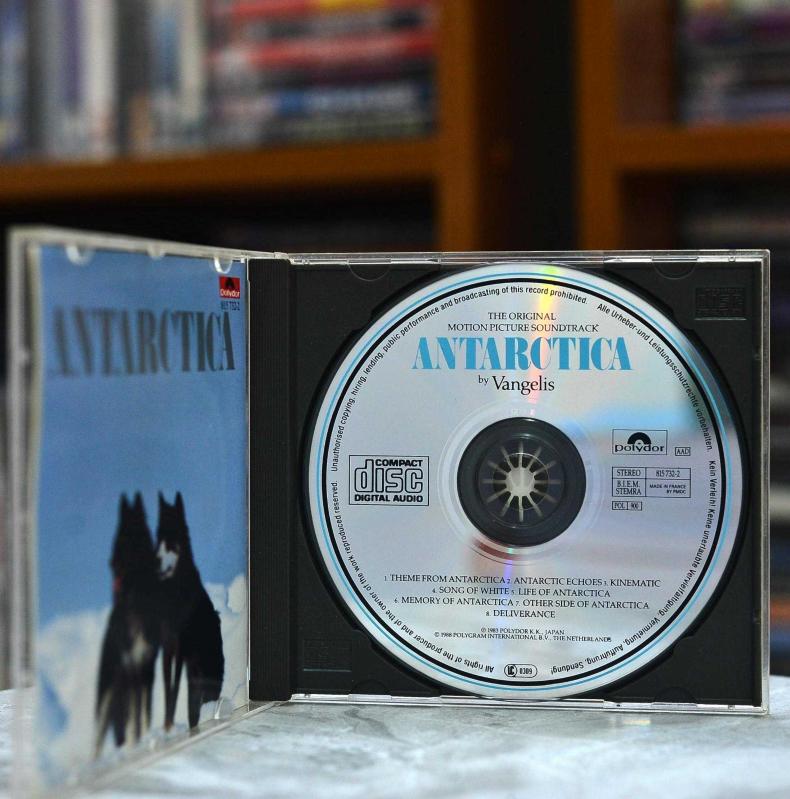 Polydor
815 732-2
ANTARCTICA
THE ORIGINAL
MOTION PICTURE SOUNDTRACK
ANTARCTICA
by Vangelis
COMPACT
disc
DIGITAL AUDIO
polydor
AAD
STEREO 815 732-2
B.I.E.M. STEMRA MADE IN FRANCE BY PMDC
POL 900
1. THEME FROM ANTARCTICA 2. ANTARCTIC ECHOES 3. KINEMATIC
4. SONG OF WHITE 5. LIFE OF ANTARCTICA
6. MEMORY OF ANTARCTICA 7. OTHER SIDE OF ANTARCTICA
8. DELIVERANCE
℗ 1983 POLYDOR K.K., JAPAN
© 1988 POLYGRAM INTERNATIONAL B.V., THE NETHERLANDS
All rights of the producer and of the owner of the work reproduced reserved. Unauthorised copying, hiring, lending, public performance and broadcasting of this record prohibited. Alle Urheber- und Leistungsschutzrechte vorbehalten. Kein Verleih! Keine unerlaubte Vervielfältigung, Vermietung, Aufführung, Sendung!
0309